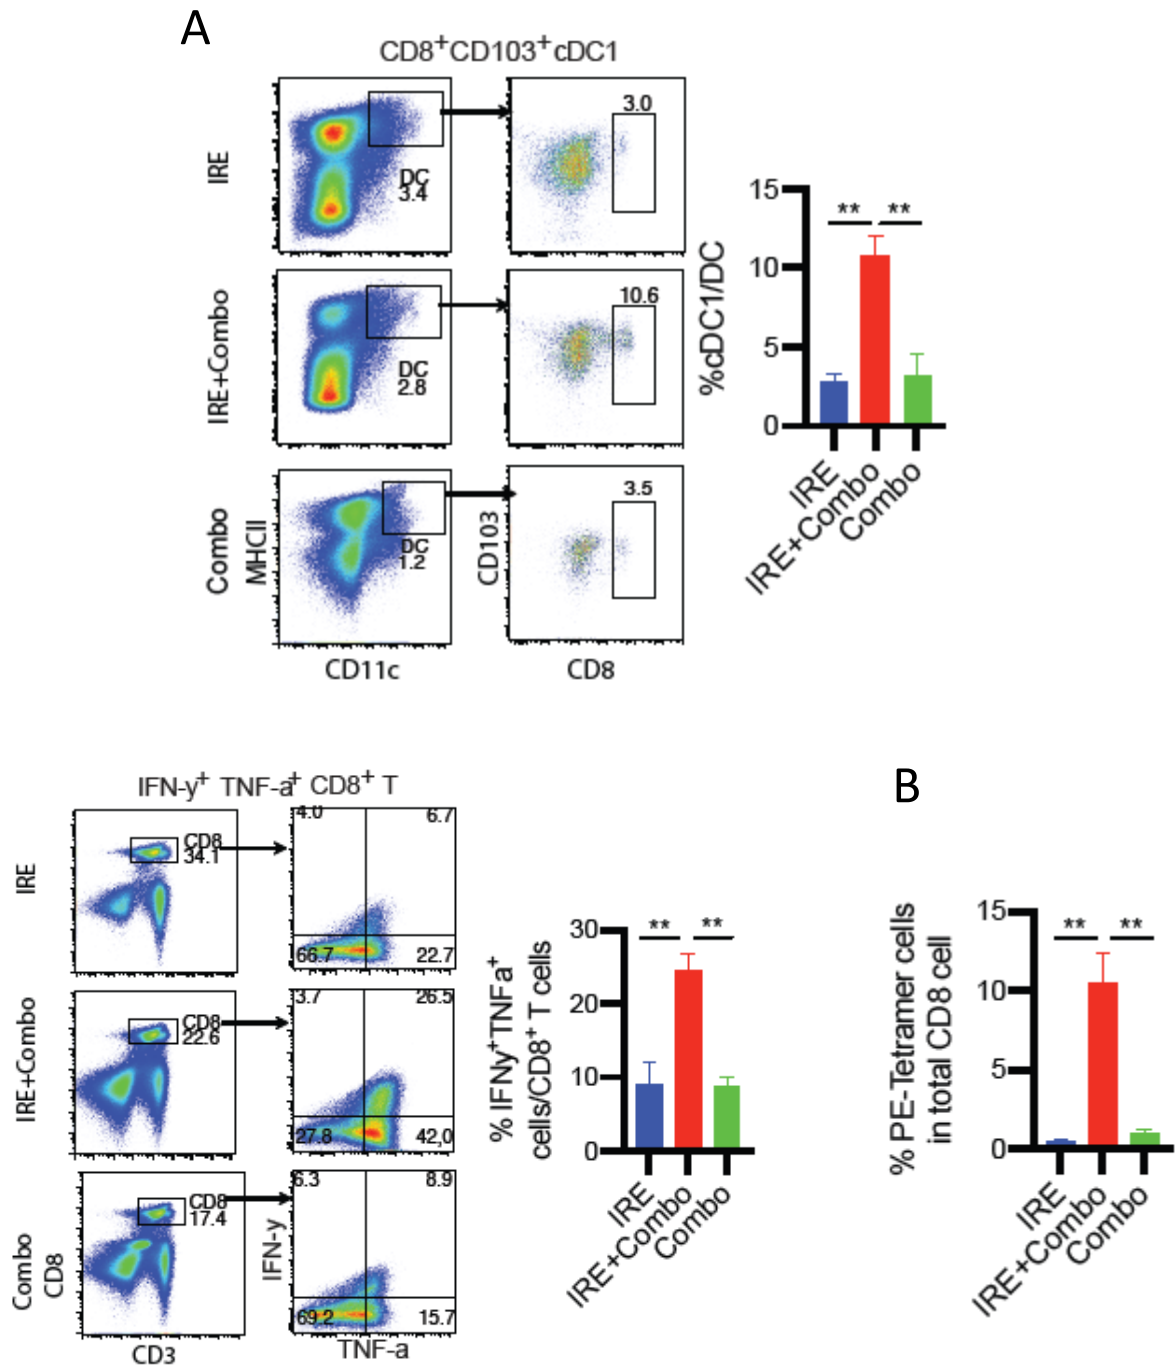 A
CD8+CD103+cDC1
IRE
DC
3.4
3.0
IRE+Combo
DC
2.8
10.6
Combo
MHCII
DC
1.2
CD103
3.5
CD11c
CD8
%cDC1/DC
15
10
5
0
** **
IRE
IRE+Combo
Combo
IFN-y+ TNF-a+ CD8+ T
IRE
CD8
34.1
4.0 6.7
66.7 22.7
IRE+Combo
CD8
22.6
3.7 26.5
27.8 42,0
Combo
CD8
CD8
17.4
IFN-y
6.3 8.9
69.2 15.7
CD3
TNF-a
% IFNy+TNFa+
cells/CD8+ T cells
30
20
10
0
** **
IRE
IRE+Combo
Combo
B
% PE-Tetramer cells
in total CD8 cell
15
10
5
0
** **
IRE
IRE+Combo
Combo